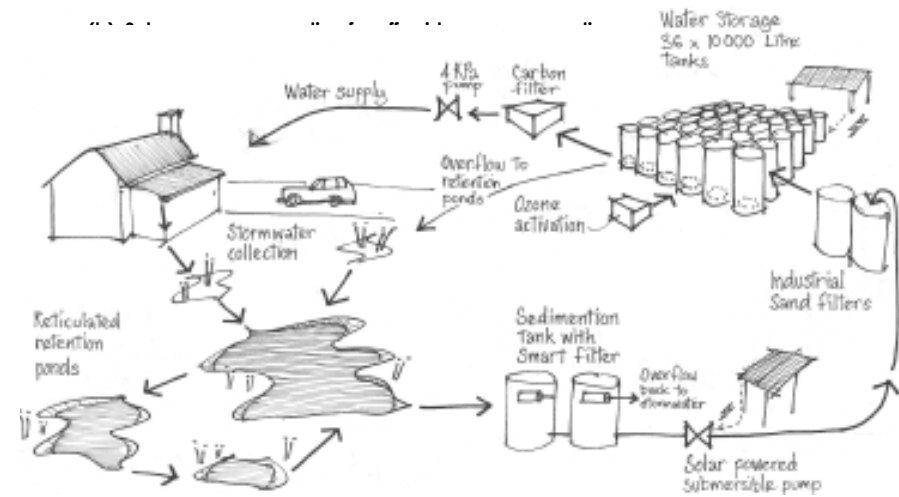 Water Storage
36 x 10000 Litre
tanks
4 KPa
pump
Carbon
filter
Water supply
Overflow to
retention
ponds
Ozone
activation
Stormwater
collection
Industrial
Sand filters
Reticulated
retention
ponds
Sedimention
Tank with
Smart filter
Overflow
back to
stormwater
Solar powered
submersible pump